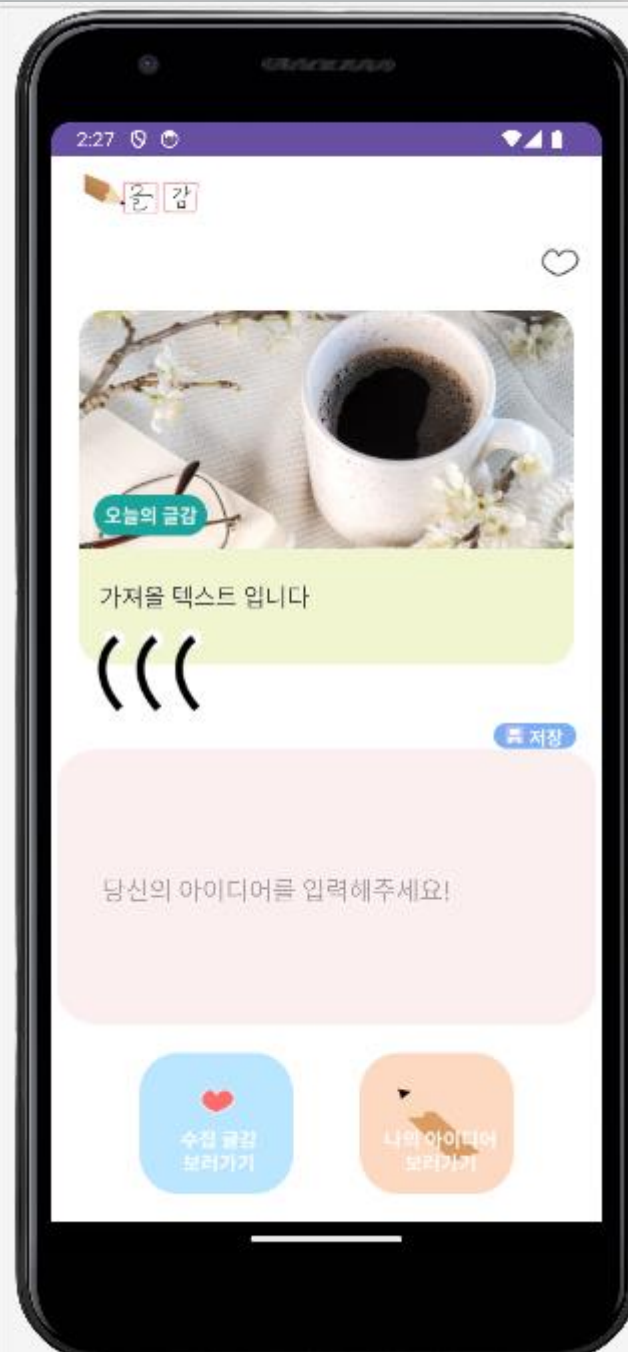 2:27
글 감
오늘의 글감
가져올 텍스트 입니다
(((
저장
당신의 아이디어를 입력해주세요!
수집 글감
보러가기
나의 아이디어
보러가기